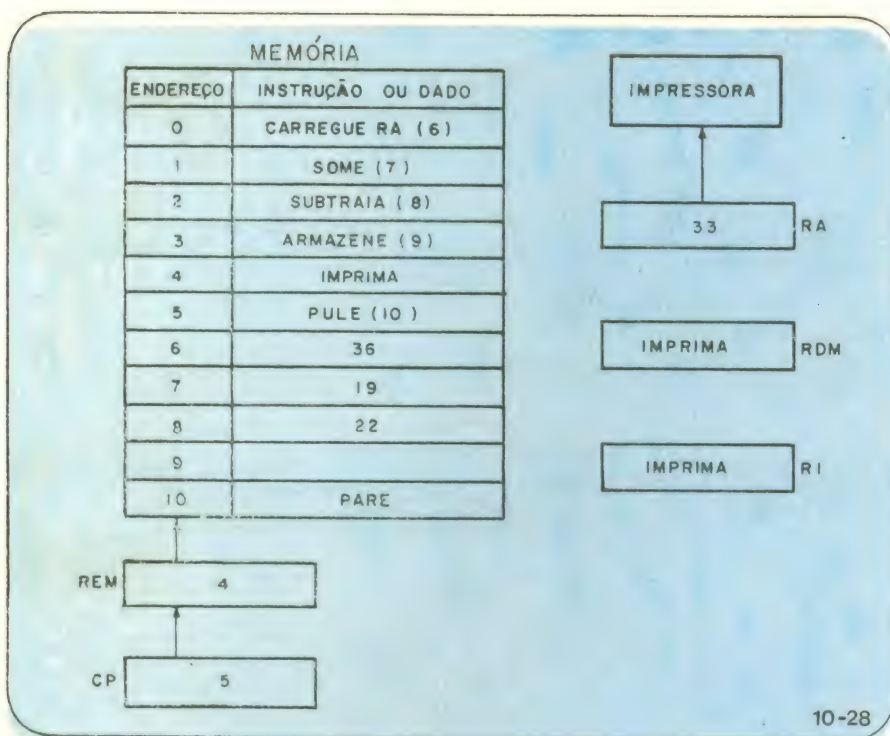 MEMÓRIA
ENDEREÇO INSTRUÇÃO OU DADO
0 CARREGUE RA (6)
1 SOME (7)
2 SUBTRAIA (8)
3 ARMAZENE (9)
4 IMPRIMA
5 PULE (10)
6 36
7 19
8 22
9
10 PARE
REM 4
CP 5
IMPRESSORA
33 RA
IMPRIMA RDM
IMPRIMA RI
10-28